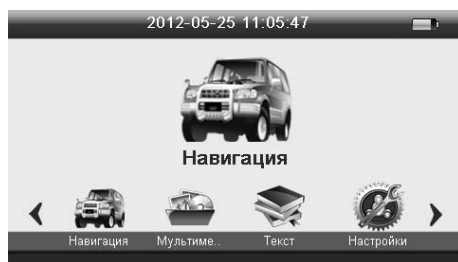 2012-05-25 11:05:47
Навигация
Навигация Мультиме.. Текст Настройки